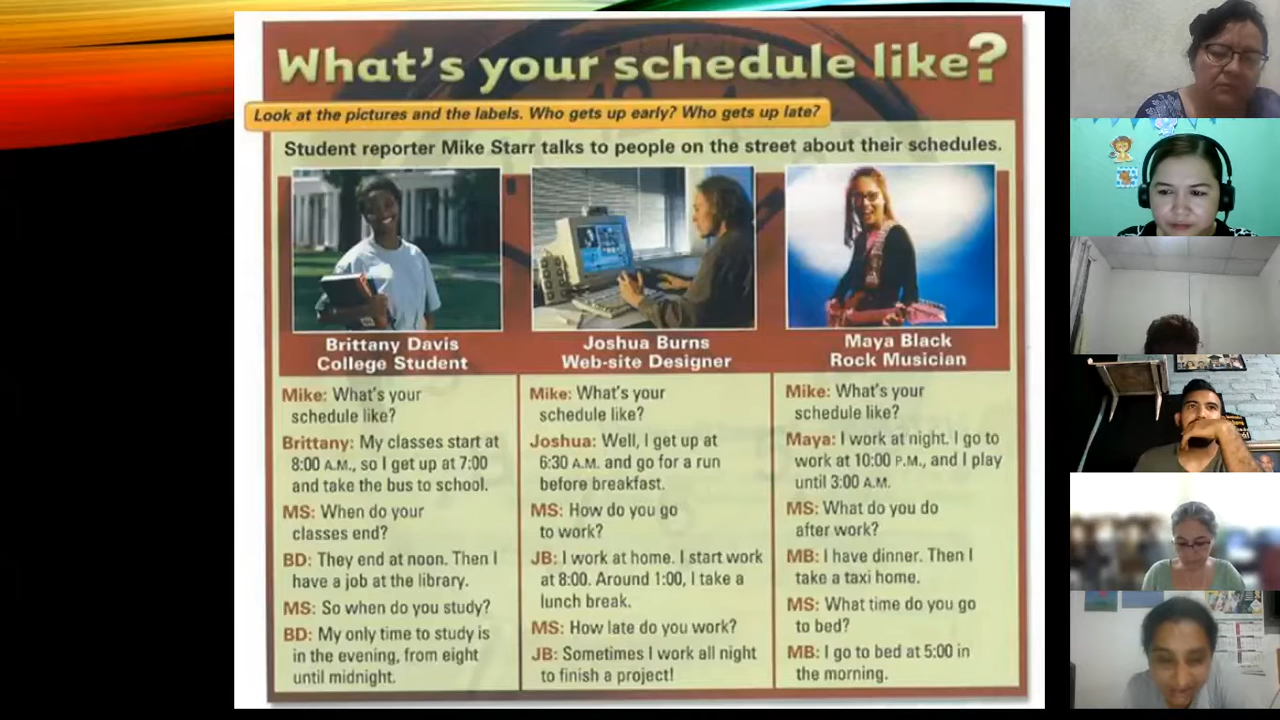 What's your schedule like?
Look at the pictures and the labels. Who gets up early? Who gets up late?
Student reporter Mike Starr talks to people on the street about their schedules.
Brittany Davis
College Student
Mike: What's your
schedule like?
Brittany: My classes start at
8:00 A.M., so I get up at 7:00
and take the bus to school.
MS: When do your
classes end?
BD: They end at noon. Then I
have a job at the library.
MS: So when do you study?
BD: My only time to study is
in the evening, from eight
until midnight.
Joshua Burns
Web-site Designer
Mike: What's your
schedule like?
Joshua: Well, I get up at
6:30 A.M. and go for a run
before breakfast.
MS: How do you go
to work?
JB: I work at home. I start work
at 8:00. Around 1:00, I take a
lunch break.
MS: How late do you work?
JB: Sometimes I work all night
to finish a project!
Maya Black
Rock Musician
Mike: What's your
schedule like?
Maya: I work at night. I go to
work at 10:00 P.M., and I play
until 3:00 A.M.
MS: What do you do
after work?
MB: I have dinner. Then I
take a taxi home.
MS: What time do you go
to bed?
MB: I go to bed at 5:00 in
the morning.